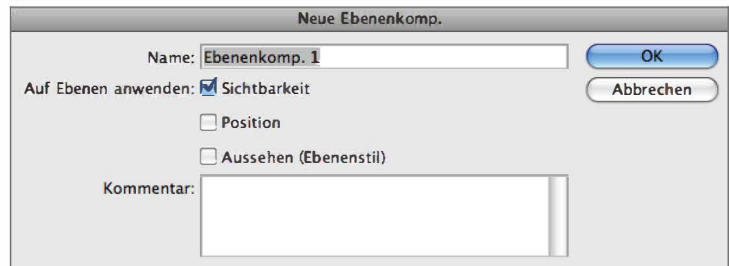 Neue Ebenenkomp.
Name: Ebenenkomp. 1
OK
Auf Ebenen anwenden: Sichtbarkeit
Abbrechen
Position
Aussehen (Ebenenstil)
Kommentar: